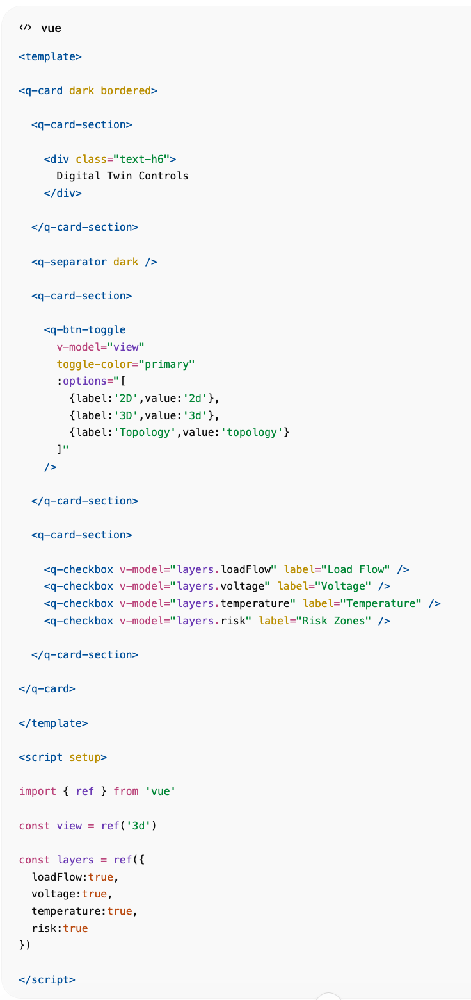 vue
<template>
<q-card dark bordered>
<q-card-section>
<div class="text-h6">
Digital Twin Controls
</div>
</q-card-section>
<q-separator dark />
<q-card-section>
<q-btn-toggle
v-model="view"
toggle-color="primary"
:options="[
{label:'2D',value:'2d'},
{label:'3D',value:'3d'},
{label:'Topology',value:'topology'}
]"
/>
</q-card-section>
<q-card-section>
<q-checkbox v-model="layers.loadFlow" label="Load Flow" />
<q-checkbox v-model="layers.voltage" label="Voltage" />
<q-checkbox v-model="layers.temperature" label="Temperature" />
<q-checkbox v-model="layers.risk" label="Risk Zones" />
</q-card-section>
</q-card>
</template>
<script setup>
import { ref } from 'vue'
const view = ref('3d')
const layers = ref({
loadFlow:true,
voltage:true,
temperature:true,
risk:true
})
</script>